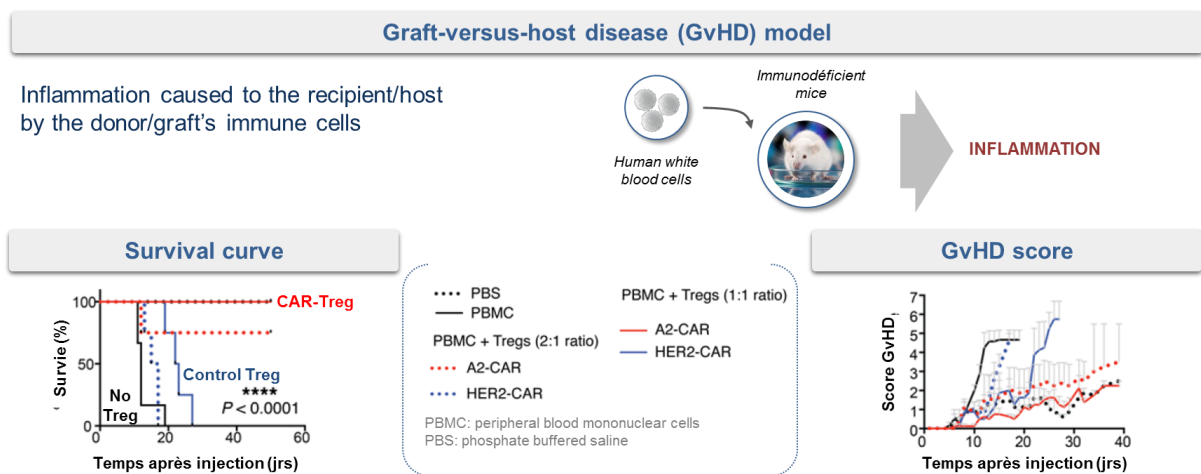 Graft-versus-host disease (GvHD) model
Inflammation caused to the recipient/host
by the donor/graft's immune cells
Human white
blood cells
Immunodéficient
mice
INFLAMMATION
Survival curve
Survie (%)
100
50
0
0
20
40
60
CAR-Treg
Control Treg
No
Treg
****
P < 0.0001
Temps après injection (jrs)
PBS
PBMC
PBMC + Tregs (2:1 ratio)
A2-CAR
HER2-CAR
PBMC + Tregs (1:1 ratio)
A2-CAR
HER2-CAR
PBMC: peripheral blood mononuclear cells
PBS: phosphate buffered saline
GvHD score
Score GvHD
7
6
5
4
3
2
1
0
0
10
20
30
40
Temps après injection (jrs)